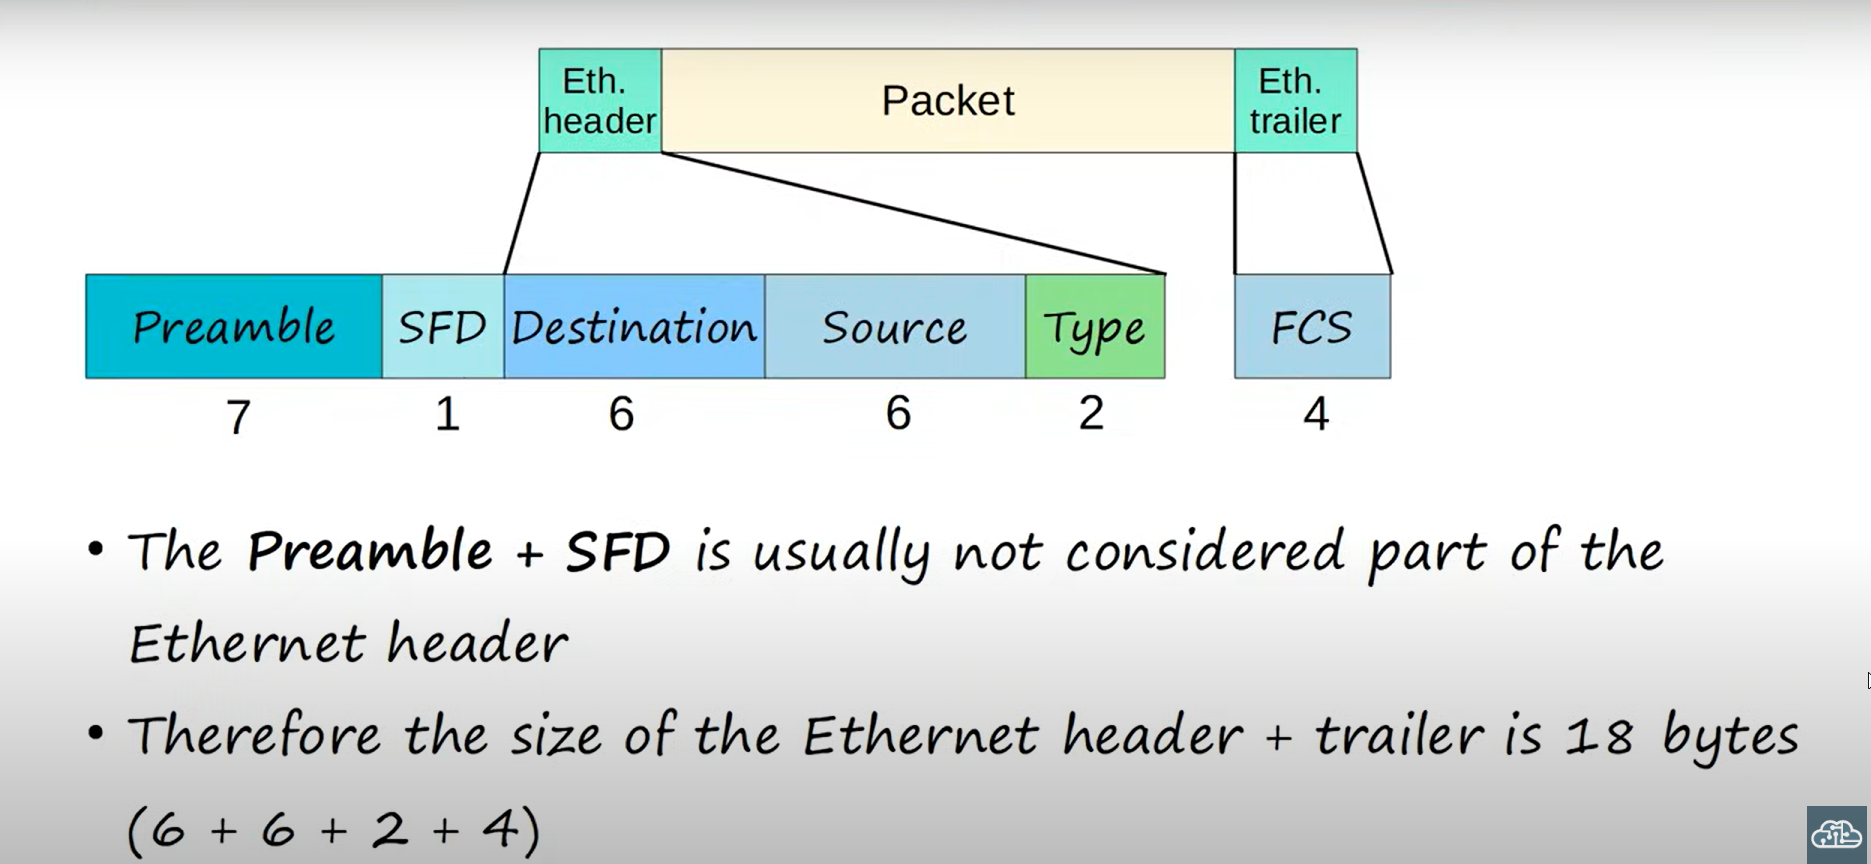 Eth.
header
Packet
Eth.
trailer
Preamble
SFD
Destination
Source
Type
FCS
7
1
6
6
2
4
• The Preamble + SFD is usually not considered part of the
Ethernet header
• Therefore the size of the Ethernet header + trailer is 18 bytes
(6 + 6 + 2 + 4)